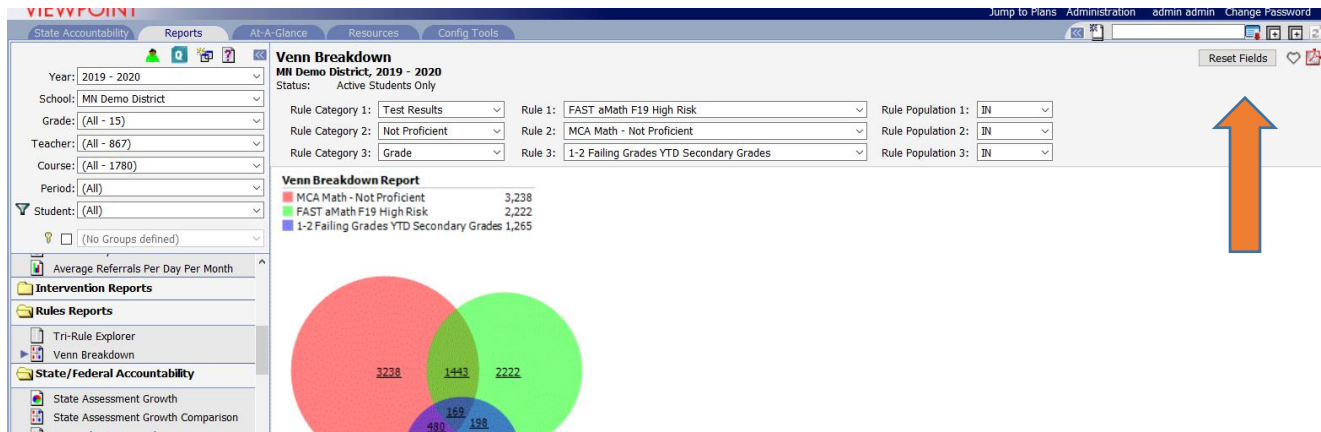 VIEWPOINT
Jump to Plans Administration admin admin Change Password
State Accountability Reports At-A-Glance Resources Config Tools
Year: 2019 - 2020
School: MN Demo District
Grade: (All - 15)
Teacher: (All - 867)
Course: (All - 1780)
Period: (All)
Student: (All)
(No Groups defined)
Average Referrals Per Day Per Month
Intervention Reports
Rules Reports
Tri-Rule Explorer
Venn Breakdown
State/Federal Accountability
State Assessment Growth
State Assessment Growth Comparison
Venn Breakdown
MN Demo District, 2019 - 2020
Status: Active Students Only
Reset Fields
Rule Category 1: Test Results Rule 1: FAST aMath F19 High Risk Rule Population 1: IN
Rule Category 2: Not Proficient Rule 2: MCA Math - Not Proficient Rule Population 2: IN
Rule Category 3: Grade Rule 3: 1-2 Failing Grades YTD Secondary Grades Rule Population 3: IN
Venn Breakdown Report
MCA Math - Not Proficient 3,238
FAST aMath F19 High Risk 2,222
1-2 Failing Grades YTD Secondary Grades 1,265
3238 1443 2222
169
480 198